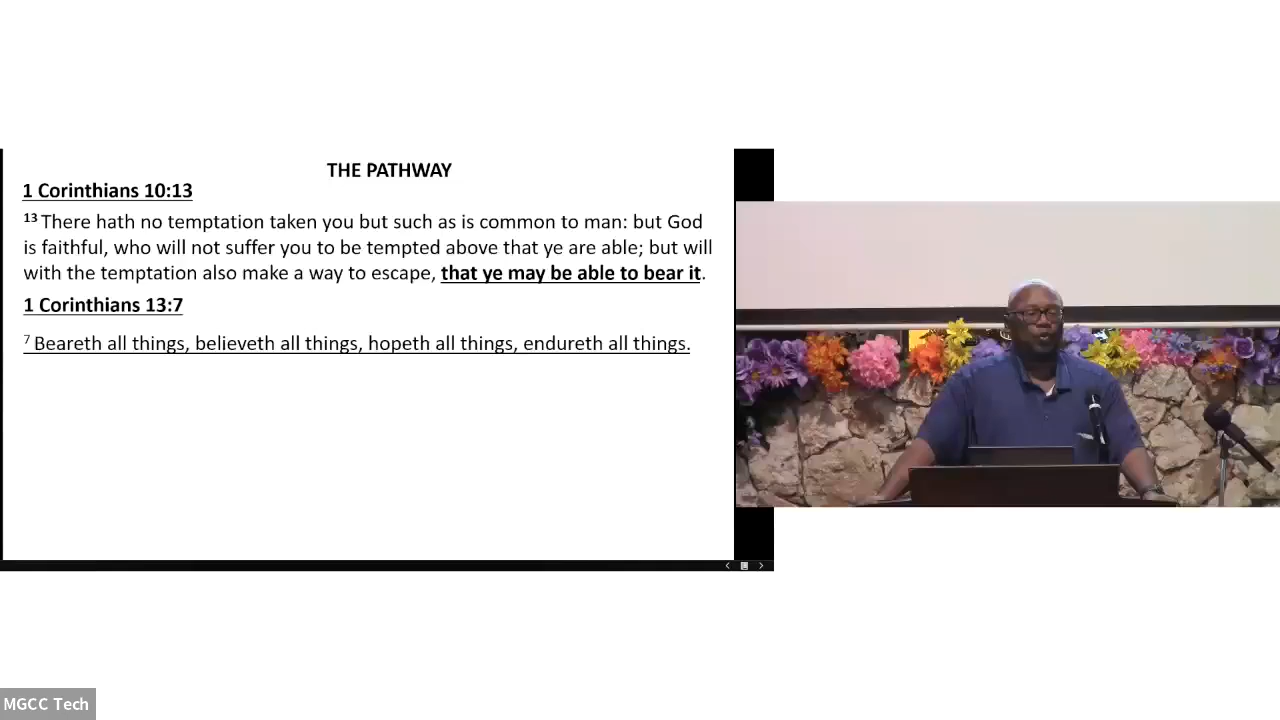 THE PATHWAY
1 Corinthians 10:13
13 There hath no temptation taken you but such as is common to man: but God
is faithful, who will not suffer you to be tempted above that ye are able; but will
with the temptation also make a way to escape, that ye may be able to bear it.
1 Corinthians 13:7
7 Beareth all things, believeth all things, hopeth all things, endureth all things.
MGCC Tech